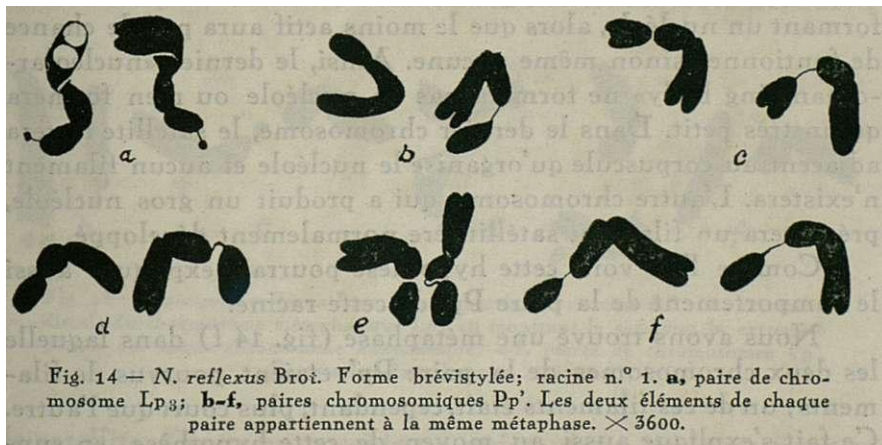 a
b
c
d
e
f
Fig. 14 — N. reflexus Brot. Forme brévistylée; racine n.º 1. a, paire de chro-
mosome Lp₃; b-f, paires chromosomiques Pp'. Les deux éléments de chaque
paire appartiennent à la même métaphase. × 3600.